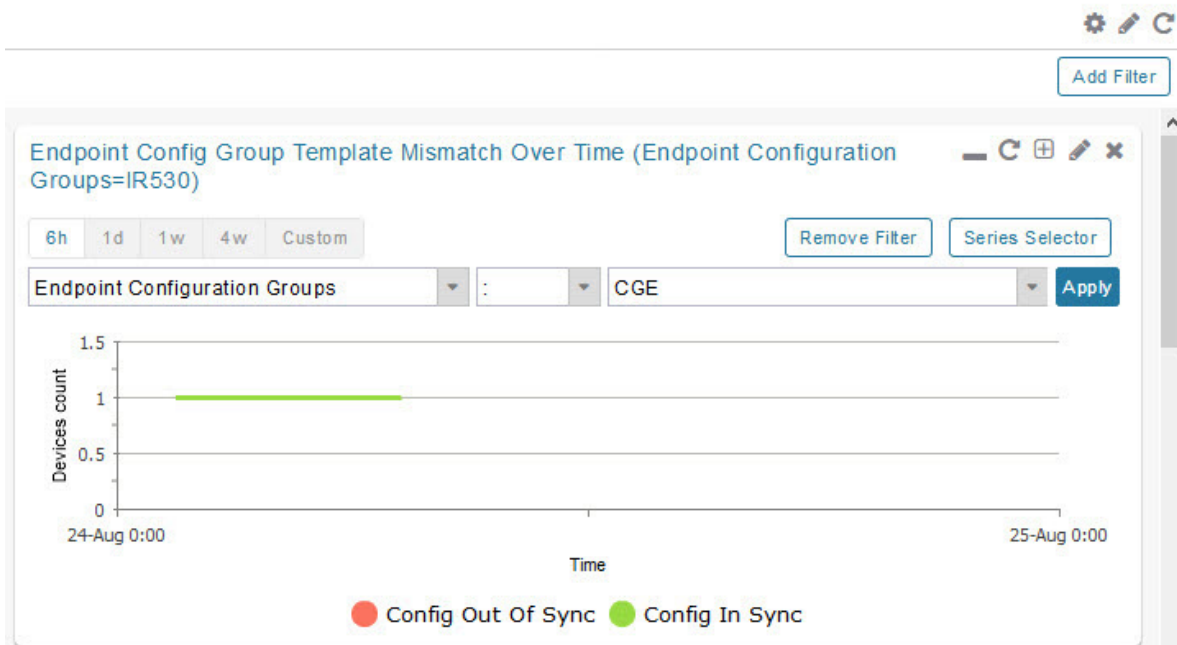 Add Filter
Endpoint Config Group Template Mismatch Over Time (Endpoint Configuration
Groups=IR530)
6h 1d 1w 4w Custom
Remove Filter Series Selector
Endpoint Configuration Groups : CGE Apply
1.5
1
0.5
0
Devices count
24-Aug 0:00 25-Aug 0:00
Time
Config Out Of Sync Config In Sync